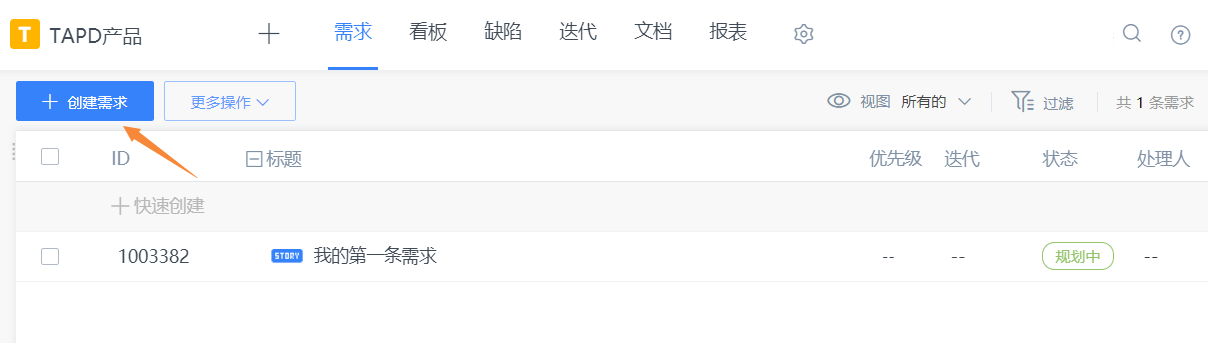 T TAPD产品 需求 看板 缺陷 迭代 文档 报表
创建需求 更多操作 视图 所有的 过滤 共 1 条需求
ID 标题 优先级 迭代 状态 处理人
快速创建
1003382 STORY 我的第一条需求 -- -- 规划中 --